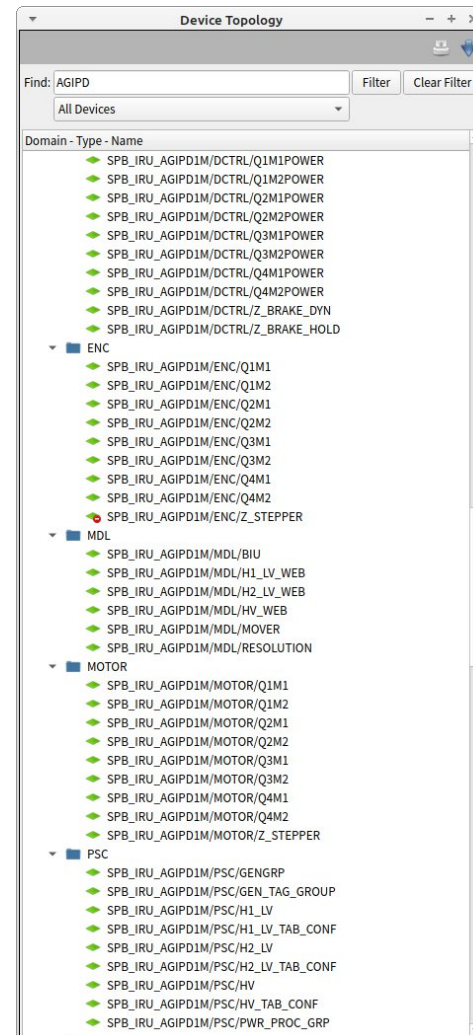 Device Topology
Find: AGIPD Filter Clear Filter
All Devices
Domain - Type - Name
SPB_IRU_AGIPD1M/DCTRL/Q1M1POWER
SPB_IRU_AGIPD1M/DCTRL/Q1M2POWER
SPB_IRU_AGIPD1M/DCTRL/Q2M1POWER
SPB_IRU_AGIPD1M/DCTRL/Q2M2POWER
SPB_IRU_AGIPD1M/DCTRL/Q3M1POWER
SPB_IRU_AGIPD1M/DCTRL/Q3M2POWER
SPB_IRU_AGIPD1M/DCTRL/Q4M1POWER
SPB_IRU_AGIPD1M/DCTRL/Q4M2POWER
SPB_IRU_AGIPD1M/DCTRL/Z_BRAKE_DYN
SPB_IRU_AGIPD1M/DCTRL/Z_BRAKE_HOLD
ENC
SPB_IRU_AGIPD1M/ENC/Q1M1
SPB_IRU_AGIPD1M/ENC/Q1M2
SPB_IRU_AGIPD1M/ENC/Q2M1
SPB_IRU_AGIPD1M/ENC/Q2M2
SPB_IRU_AGIPD1M/ENC/Q3M1
SPB_IRU_AGIPD1M/ENC/Q3M2
SPB_IRU_AGIPD1M/ENC/Q4M1
SPB_IRU_AGIPD1M/ENC/Q4M2
SPB_IRU_AGIPD1M/ENC/Z_STEPPER
MDL
SPB_IRU_AGIPD1M/MDL/BIU
SPB_IRU_AGIPD1M/MDL/H1_LV_WEB
SPB_IRU_AGIPD1M/MDL/H2_LV_WEB
SPB_IRU_AGIPD1M/MDL/HV_WEB
SPB_IRU_AGIPD1M/MDL/MOVER
SPB_IRU_AGIPD1M/MDL/RESOLUTION
MOTOR
SPB_IRU_AGIPD1M/MOTOR/Q1M1
SPB_IRU_AGIPD1M/MOTOR/Q1M2
SPB_IRU_AGIPD1M/MOTOR/Q2M1
SPB_IRU_AGIPD1M/MOTOR/Q2M2
SPB_IRU_AGIPD1M/MOTOR/Q3M1
SPB_IRU_AGIPD1M/MOTOR/Q3M2
SPB_IRU_AGIPD1M/MOTOR/Q4M1
SPB_IRU_AGIPD1M/MOTOR/Q4M2
SPB_IRU_AGIPD1M/MOTOR/Z_STEPPER
PSC
SPB_IRU_AGIPD1M/PSC/GENGRP
SPB_IRU_AGIPD1M/PSC/GEN_TAG_GROUP
SPB_IRU_AGIPD1M/PSC/H1_LV
SPB_IRU_AGIPD1M/PSC/H1_LV_TAB_CONF
SPB_IRU_AGIPD1M/PSC/H2_LV
SPB_IRU_AGIPD1M/PSC/H2_LV_TAB_CONF
SPB_IRU_AGIPD1M/PSC/HV
SPB_IRU_AGIPD1M/PSC/HV_TAB_CONF
SPB_IRU_AGIPD1M/PSC/PWR_PROC_GRP